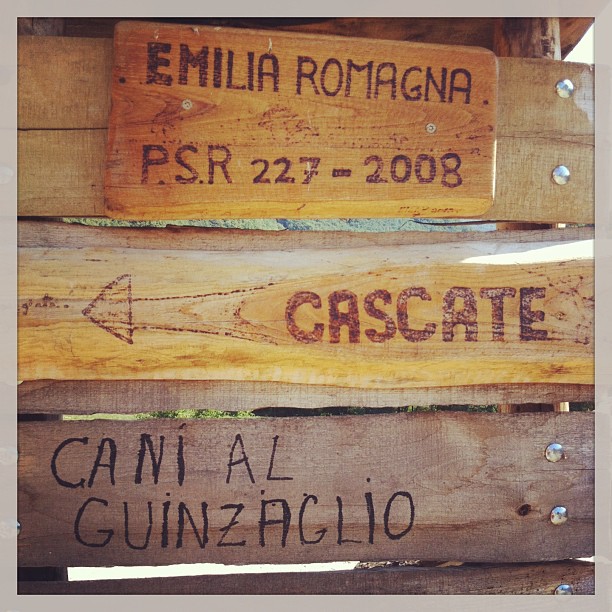 . EMILIA ROMAGNA .
P.S.R 227 - 2008
CASCATE
CANI AL
GUINZAGLIO